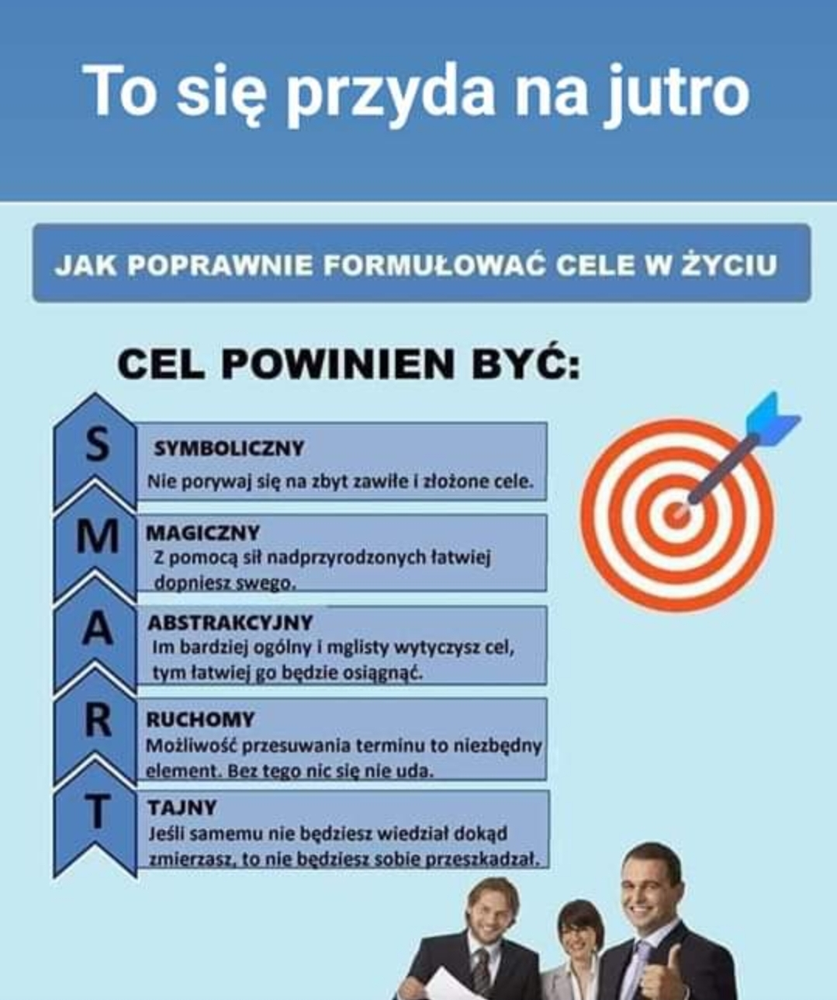 To się przyda na jutro
JAK POPRAWNIE FORMUŁOWAĆ CELE W ŻYCIU
CEL POWINIEN BYĆ:
S
SYMBOLICZNY
Nie porywaj się na zbyt zawiłe i złożone cele.
M
MAGICZNY
Z pomocą sił nadprzyrodzonych łatwiej
dopniesz swego.
A
ABSTRAKCYJNY
Im bardziej ogólny i mglisty wytyczysz cel,
tym łatwiej go będzie osiągnąć.
R
RUCHOMY
Możliwość przesuwania terminu to niezbędny
element. Bez tego nic się nie uda.
T
TAJNY
Jeśli samemu nie będziesz wiedział dokąd
zmierzasz, to nie będziesz sobie przeszkadzał.